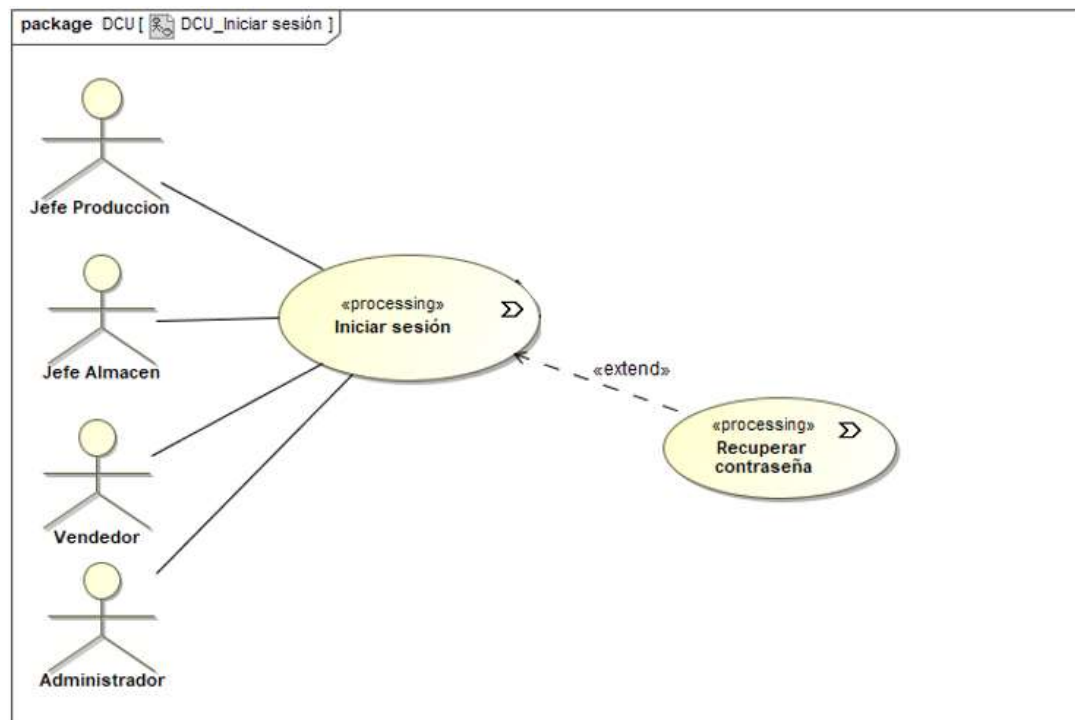 package DCU [ DCU_Iniciar sesión ]
Jefe Produccion
Jefe Almacen
Vendedor
Administrador
«processing»
Iniciar sesión
«extend»
«processing»
Recuperar
contraseña